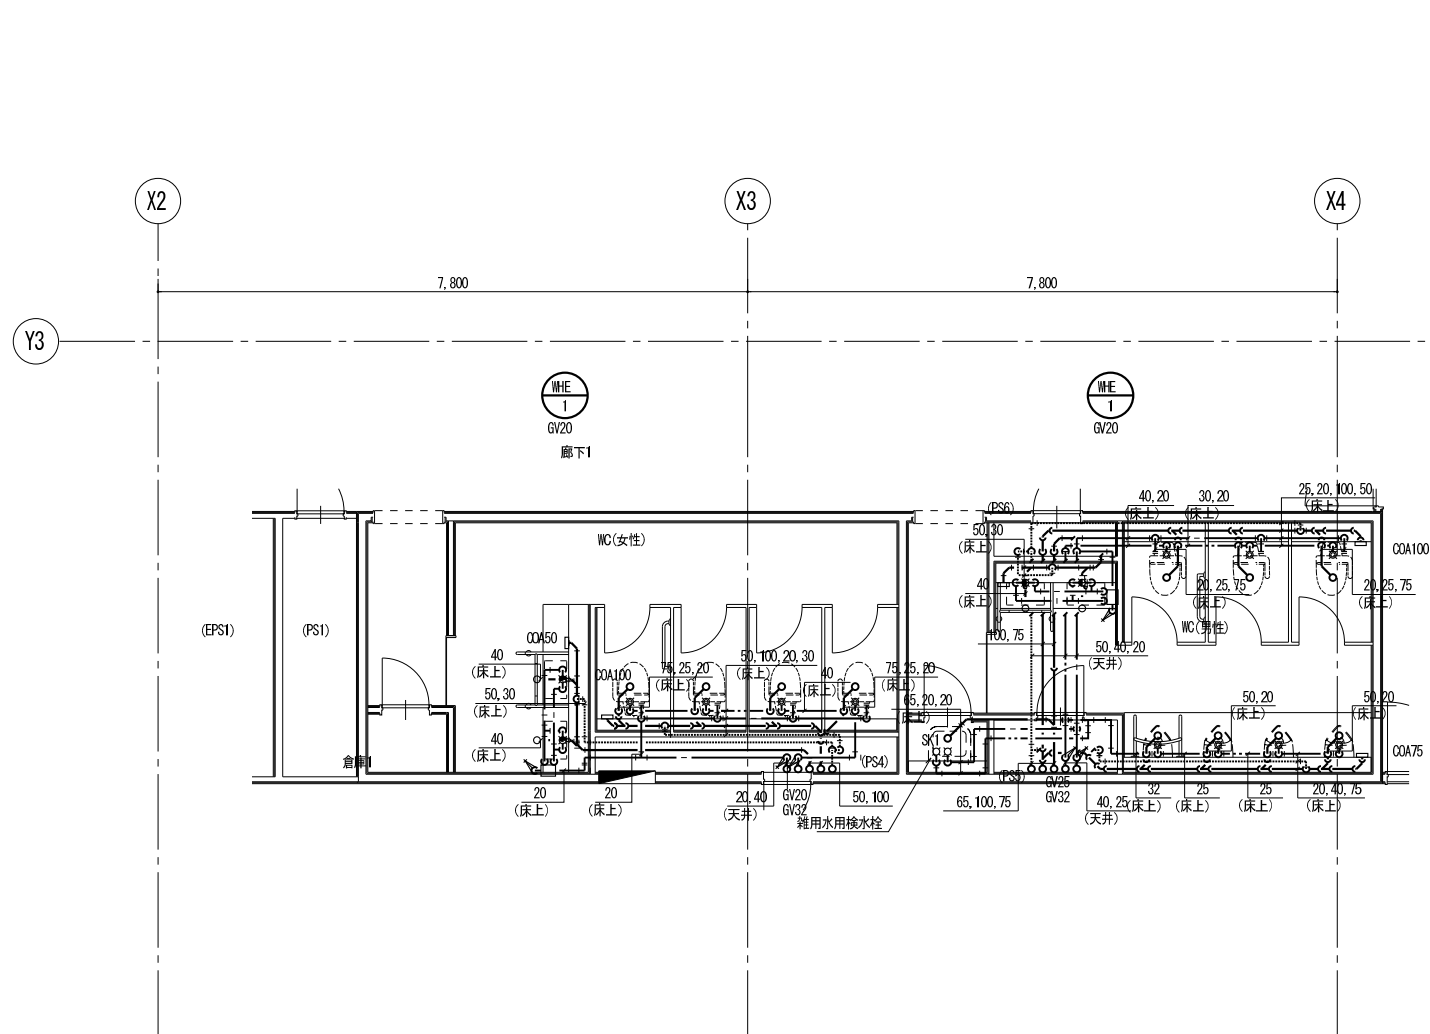 X2
X3
X4
7,800
7,800
Y3
WHE
1
GV20
WHE
1
GV20
廊下1
(PS6)
40,20
(床上)
30,20
(床上)
25,20,100,50
(床上)
50,30
(床上)
WC(女性)
COA100
40
(床上)
20,25,75
(床上)
20,25,75
(床上)
(EPS1)
(PS1)
COA50
100,75
50,40,20
(天井)
WC(男性)
40
(床上)
COA100
75,25,20
(床上)
50,100,20,30
(床上)
40
(床上)
75,25,20
(床上)
50,30
(床上)
65,20,20
(床上)
50,20
(床上)
50,20
(床上)
40
(床上)
SK1
COA75
倉庫1
(PS4)
(PS5)
GV25
GV32
20
(床上)
20
(床上)
20,40
(天井)
GV20
GV32
50,100
65,100,75
40,25
(天井)
32
(床上)
25
(床上)
25
(床上)
20,40,75
(床上)
雑用水用検水栓